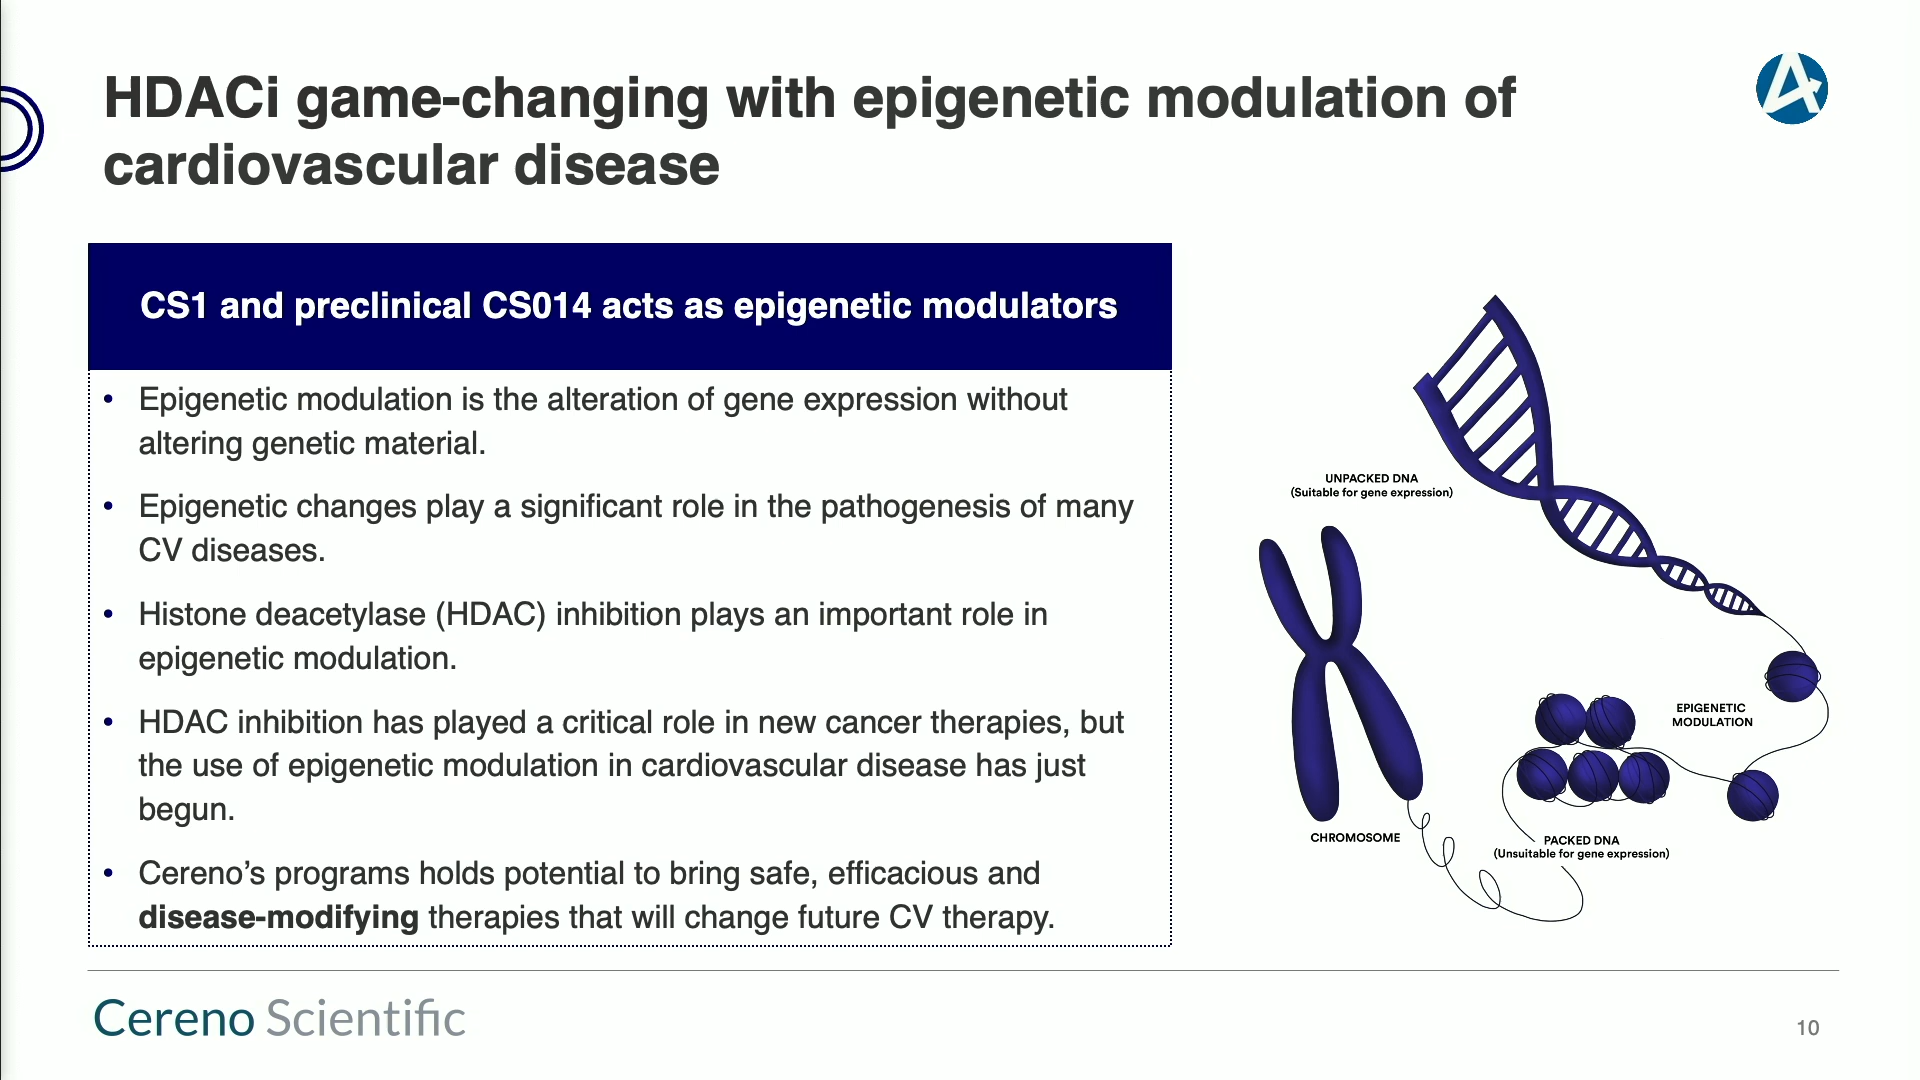 HDACi game-changing with epigenetic modulation of
cardiovascular disease
CS1 and preclinical CS014 acts as epigenetic modulators
• Epigenetic modulation is the alteration of gene expression without
altering genetic material.
• Epigenetic changes play a significant role in the pathogenesis of many
CV diseases.
• Histone deacetylase (HDAC) inhibition plays an important role in
epigenetic modulation.
• HDAC inhibition has played a critical role in new cancer therapies, but
the use of epigenetic modulation in cardiovascular disease has just
begun.
• Cereno’s programs holds potential to bring safe, efficacious and
disease-modifying therapies that will change future CV therapy.
UNPACKED DNA
(Suitable for gene expression)
EPIGENETIC
MODULATION
CHROMOSOME
PACKED DNA
(Unsuitable for gene expression)
Cereno Scientific
10